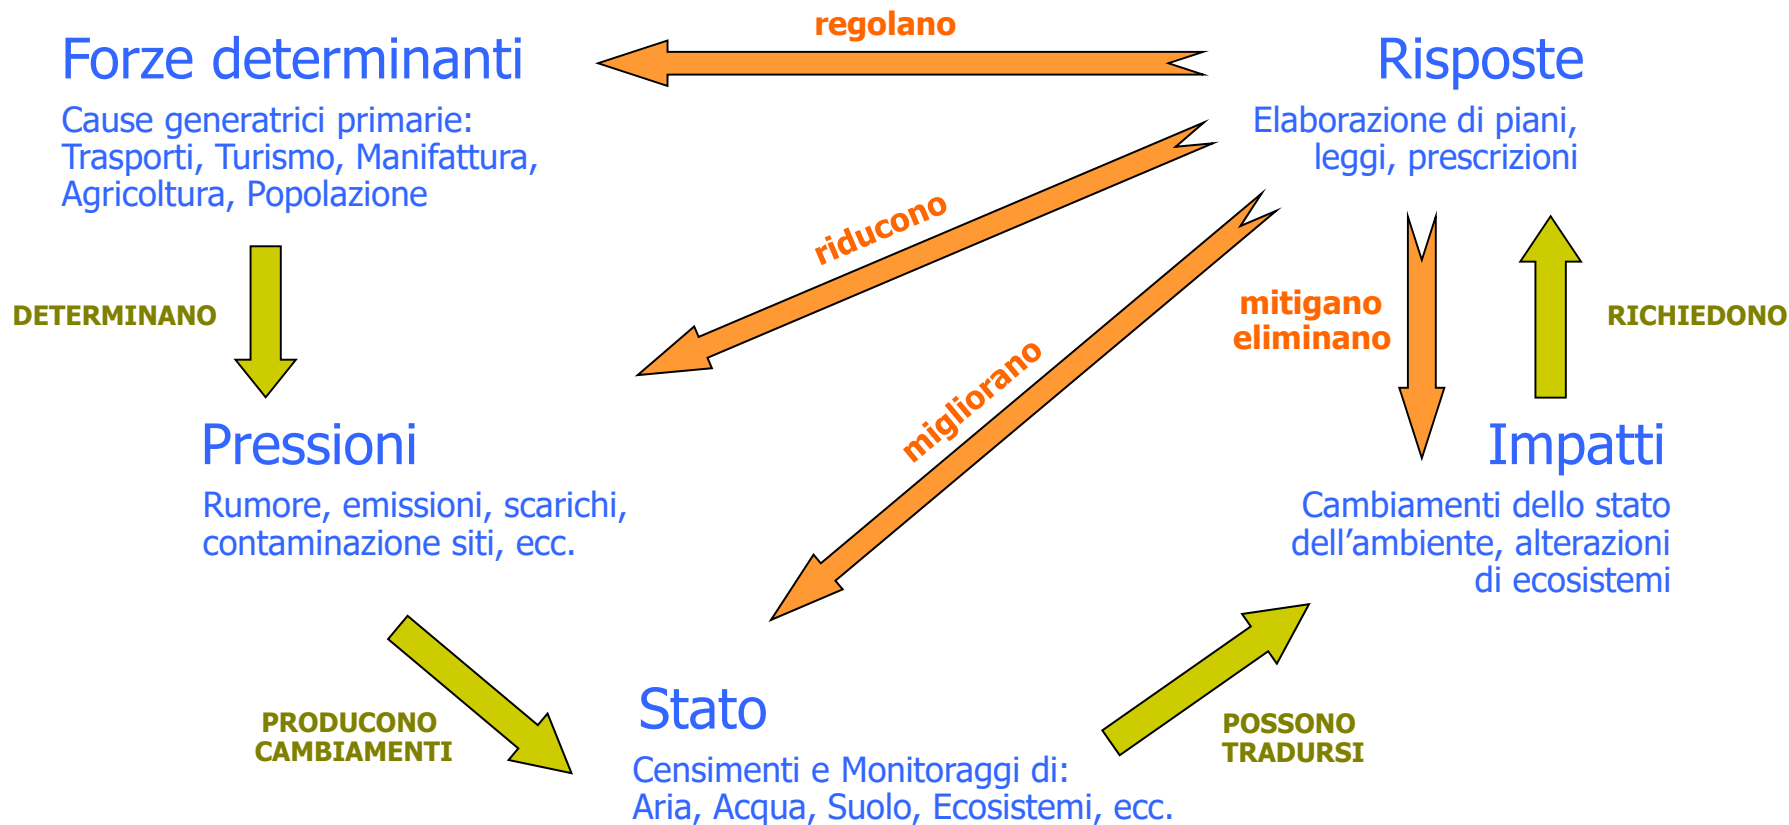 regolano
Forze determinanti
Cause generatrici primarie:
Trasporti, Turismo, Manifattura,
Agricoltura, Popolazione
Risposte
Elaborazione di piani,
leggi, prescrizioni
riducono
DETERMINANO
mitigano
eliminano
RICHIEDONO
migliorano
Pressioni
Rumore, emissioni, scarichi,
contaminazione siti, ecc.
Impatti
Cambiamenti dello stato
dell’ambiente, alterazioni
di ecosistemi
PRODUCONO
CAMBIAMENTI
Stato
Censimenti e Monitoraggi di:
Aria, Acqua, Suolo, Ecosistemi, ecc.
POSSONO
TRADURSI